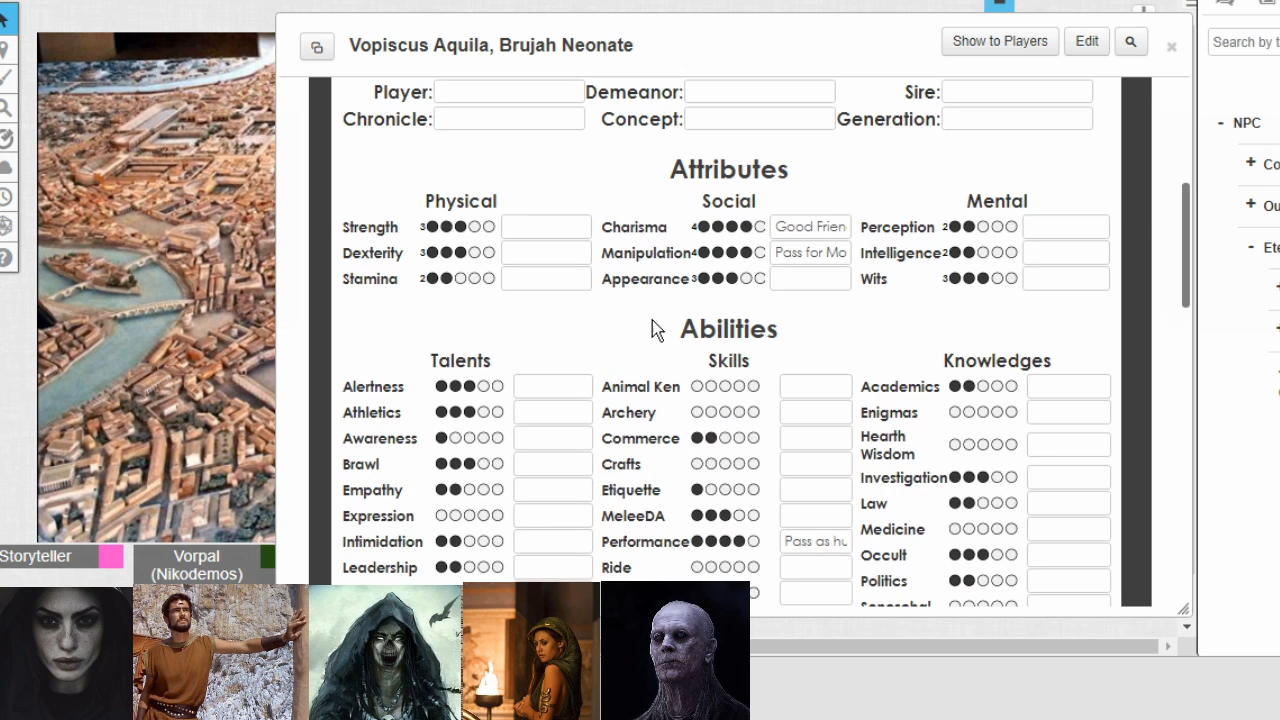 Vopiscus Aquila, Brujah Neonate
Show to Players
Edit
Search by t
Player:
Demeanor:
Sire:
Chronicle:
Concept:
Generation:
- NPC
+ Co
+ Ou
- Ete
Attributes
Physical
Social
Mental
Strength 3
Charisma 4 Good Frien
Perception 2
Dexterity 3
Manipulation 4 Pass for Mo
Intelligence 2
Stamina 2
Appearance 3
Wits 3
Abilities
Talents
Skills
Knowledges
Alertness
Animal Ken
Academics
Athletics
Archery
Enigmas
Awareness
Commerce
Hearth
Wisdom
Brawl
Crafts
Empathy
Etiquette
Investigation
Expression
MeleeDA
Law
Intimidation
Performance Pass as hu
Medicine
Leadership
Ride
Occult
Politics
Storyteller
Vorpal
(Nikodemos)